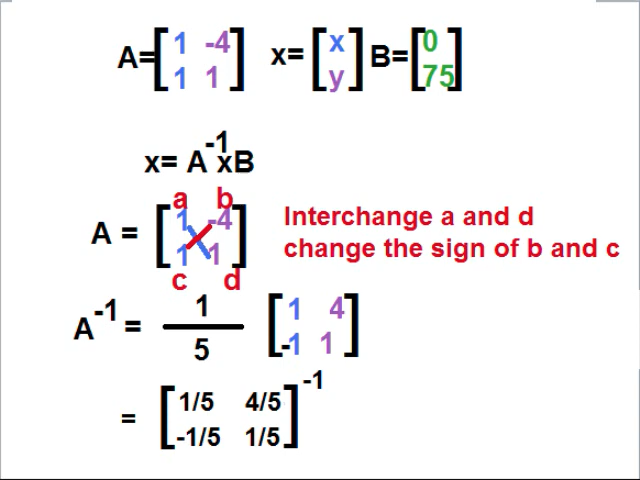 A= [1 -4] x= [x] B= [0]
[1 1] [y] [75]
x= A^-1 xB
a b
A = [1 -4] Interchange a and d
[1 1] change the sign of b and c
c d
A^-1 = 1/5 [1 4]
[-1 1]
= [1/5 4/5]^-1
[-1/5 1/5]